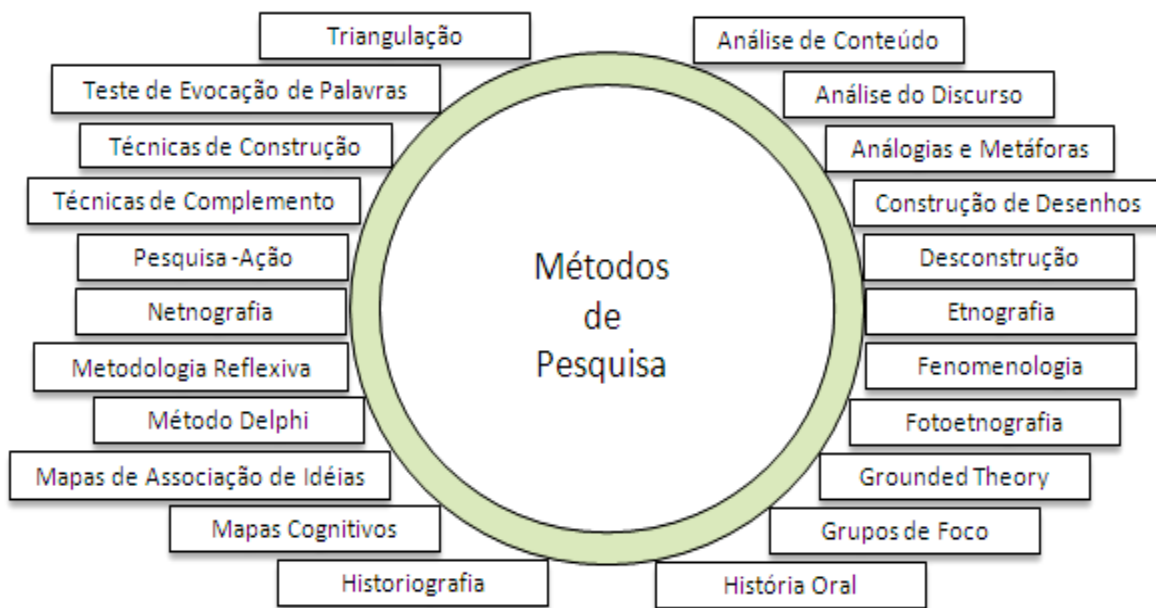 Triangulação
Análise de Conteúdo
Teste de Evocação de Palavras
Análise do Discurso
Técnicas de Construção
Análogias e Metáforas
Técnicas de Complemento
Construção de Desenhos
Pesquisa -Ação
Desconstrução
Netnografia
Etnografia
Metodologia Reflexiva
Fenomenologia
Método Delphi
Fotoetnografia
Mapas de Associação de Idéias
Grounded Theory
Mapas Cognitivos
Grupos de Foco
Historiografia
História Oral
Métodos
de
Pesquisa